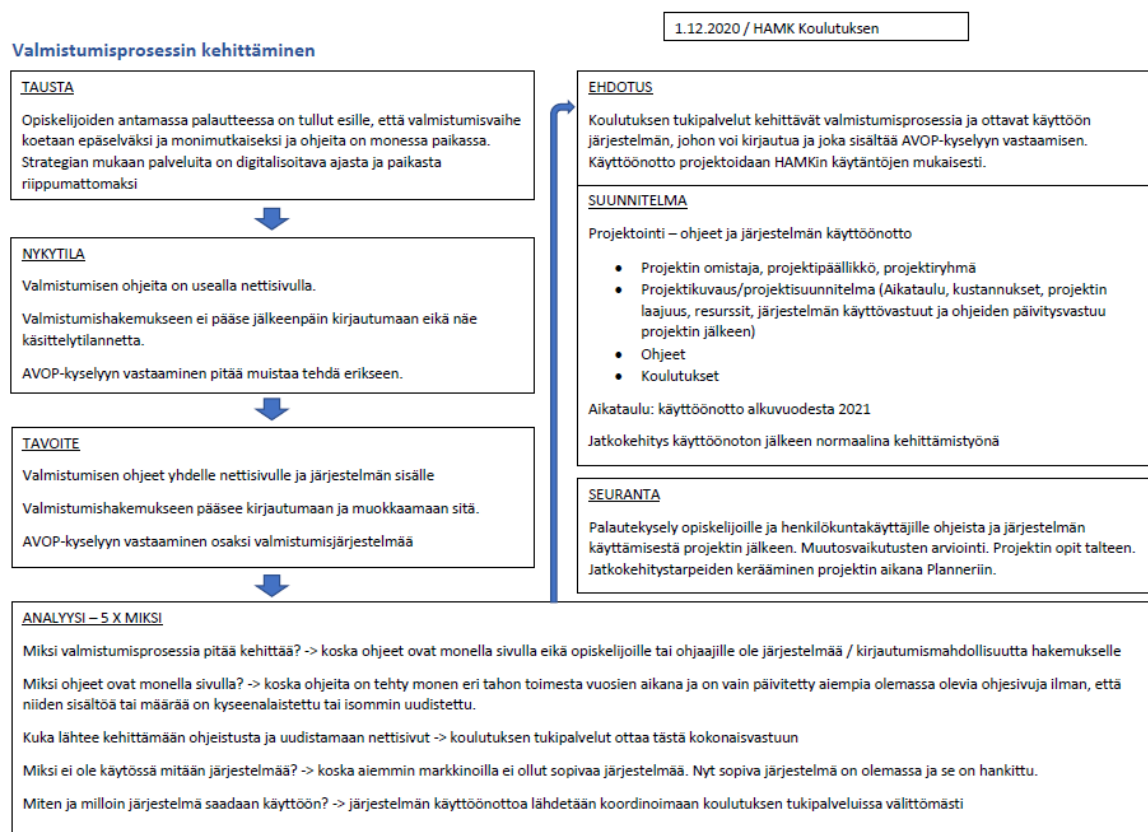 1.12.2020 / HAMK Koulutuksen
Valmistumisprosessin kehittäminen
TAUSTA
Opiskelijoiden antamassa palautteessa on tullut esille, että valmistumisvaihe
koetaan epäselväksi ja monimutkaiseksi ja ohjeita on monessa paikassa.
Strategian mukaan palveluita on digitalisoitava ajasta ja paikasta
riippumattomaksi
NYKYTILA
Valmistumisen ohjeita on usealla nettisivulla.
Valmistumishakemukseen ei pääse jälkeenpäin kirjautumaan eikä näe
käsittelytilannetta.
AVOP-kyselyyn vastaaminen pitää muistaa tehdä erikseen.
TAVOITE
Valmistumisen ohjeet yhdelle nettisivulle ja järjestelmän sisälle
Valmistumishakemukseen pääsee kirjautumaan ja muokkaamaan sitä.
AVOP-kyselyyn vastaaminen osaksi valmistumisjärjestelmää
ANALYYSI – 5 X MIKSI
Miksi valmistumisprosessia pitää kehittää? -> koska ohjeet ovat monella sivulla eikä opiskelijoille tai ohjaajille ole järjestelmää / kirjautumismahdollisuutta hakemukselle
Miksi ohjeet ovat monella sivulla? -> koska ohjeita on tehty monen eri tahon toimesta vuosien aikana ja on vain päivitetty aiempia olemassa olevia ohjesivuja ilman, että
niiden sisältöä tai määrää on kyseenalaistettu tai isommin uudistettu.
Kuka lähtee kehittämään ohjeistusta ja uudistamaan nettisivut -> koulutuksen tukipalvelut ottaa tästä kokonaisvastuun
Miksi ei ole käytössä mitään järjestelmää? -> koska aiemmin markkinoilla ei ollut sopivaa järjestelmää. Nyt sopiva järjestelmä on olemassa ja se on hankittu.
Miten ja milloin järjestelmä saadaan käyttöön? -> järjestelmän käyttöönottoa lähdetään koordinoimaan koulutuksen tukipalveluissa välittömästi
EHDOTUS
Koulutuksen tukipalvelut kehittävät valmistumisprosessia ja ottavat käyttöön
järjestelmän, johon voi kirjautua ja joka sisältää AVOP-kyselyyn vastaamisen.
Käyttöönotto projektoidaan HAMKin käytäntöjen mukaisesti.
SUUNNITELMA
Projektointi – ohjeet ja järjestelmän käyttöönotto
• Projektin omistaja, projektipäällikkö, projektiryhmä
• Projektikuvaus/projektisuunnitelma (Aikataulu, kustannukset, projektin
laajuus, resurssit, järjestelmän käyttövastuut ja ohjeiden päivitysvastuu
projektin jälkeen)
• Ohjeet
• Koulutukset
Aikataulu: käyttöönotto alkuvuodesta 2021
Jatkokehitys käyttöönoton jälkeen normaalina kehittämistyönä
SEURANTA
Palautekysely opiskelijoille ja henkilökuntakäyttäjille ohjeista ja järjestelmän
käyttämisestä projektin jälkeen. Muutosvaikutusten arviointi. Projektin opit talteen.
Jatkokehitystarpeiden kerääminen projektin aikana Planneriin.